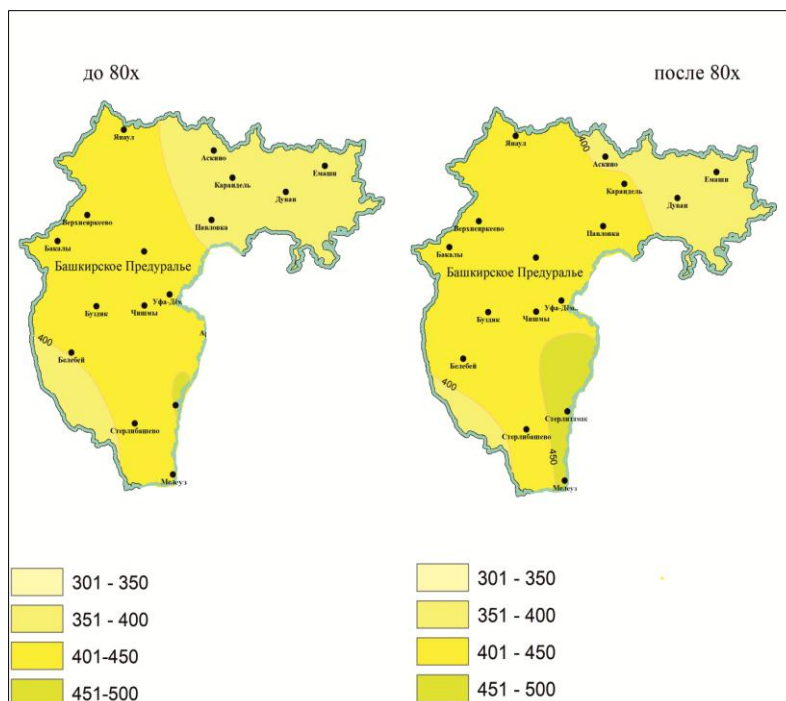 до 80х
после 80х
Янаул
Аскино
Караидель
Емаши
Дуван
Павловка
Верхнеяркеево
Бакалы
Башкирское Предуралье
Уфа-Дём
Буздяк
Чишмы
400
Белебей
Стерлибашево
Мелеуз
400
Янаул
Аскино
Караидель
Емаши
Дуван
Павловка
Верхнеяркеево
Бакалы
Башкирское Предуралье
Уфа-Дём
Буздяк
Чишмы
Белебей
400
Стерлитамак
Стерлибашево
450
Мелеуз
301 - 350
351 - 400
401-450
451-500
301 - 350
351 - 400
401 - 450
451 - 500